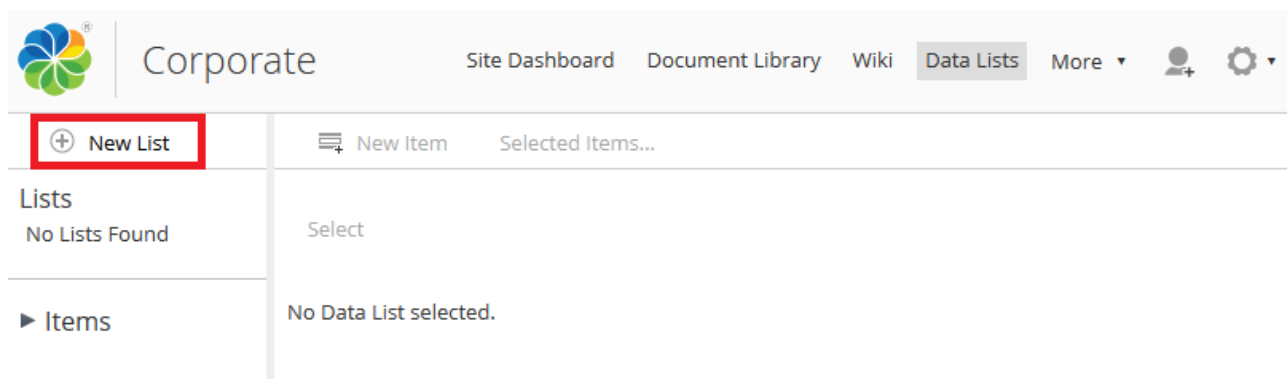 ®
Corporate
Site Dashboard Document Library Wiki Data Lists More
New List
New Item Selected Items...
Lists
No Lists Found
Select
Items
No Data List selected.